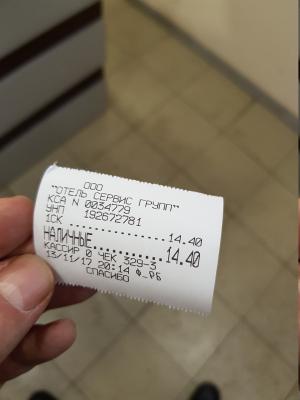 ООО
"ОТЕЛЬ СЕРВИС ГРУПП"
КСА N 0034779
УНП 192672781
1СК ..................14.40
НАЛИЧНЫЕ............14.40
КАССИР 0 ЧЕК 329-3
13/11/17 20:14 Ф_РБ
СПАСИБО